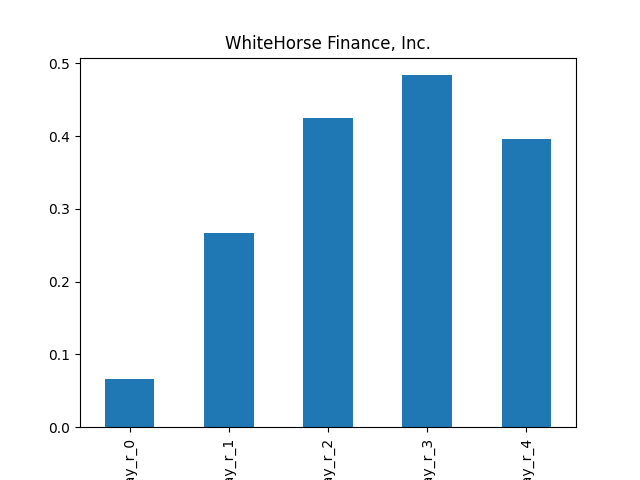 WhiteHorse Finance, Inc.
0.5
0.4
0.3
0.2
0.1
0.0
ay_r_0
ay_r_1
ay_r_2
ay_r_3
ay_r_4